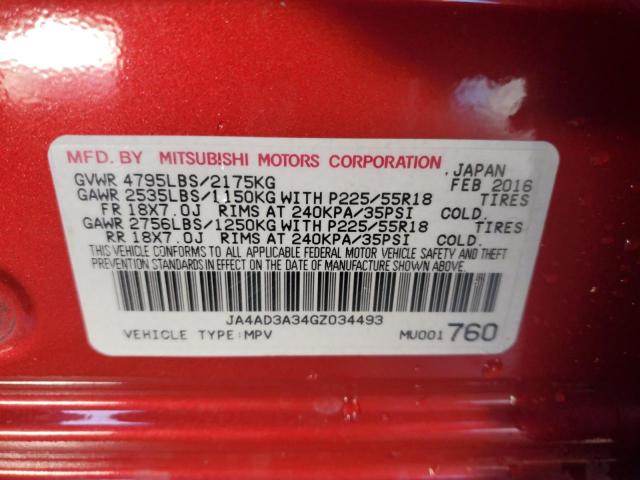 MFD. BY MITSUBISHI MOTORS CORPORATION JAPAN
GVWR 4795LBS/2175KG FEB 2016
GAWR 2535LBS/1150KG WITH P225/55R18 TIRES
FR 18X7.0J RIMS AT 240KPA/35PSI COLD.
GAWR 2756LBS/1250KG WITH P225/55R18 TIRES
RR 18X7.0J RIMS AT 240KPA/35PSI COLD.
THIS VEHICLE CONFORMS TO ALL APPLICABLE FEDERAL MOTOR VEHICLE SAFETY AND THEFT
PREVENTION STANDARDS IN EFFECT ON THE DATE OF MANUFACTURE SHOWN ABOVE.
JA4AD3A34GZ034493
VEHICLE TYPE:MPV MU001 760